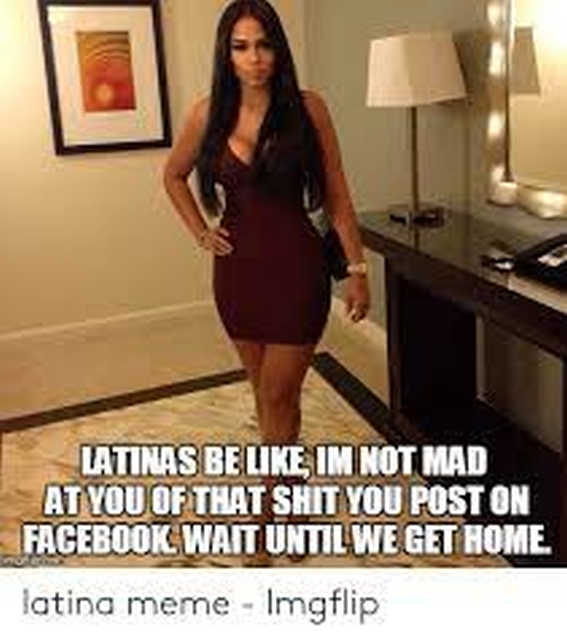 LATINAS BE LIKE, IM NOT MAD
AT YOU OF THAT SHIT YOU POST ON
FACEBOOK. WAIT UNTIL WE GET HOME.
latina meme - Imgflip